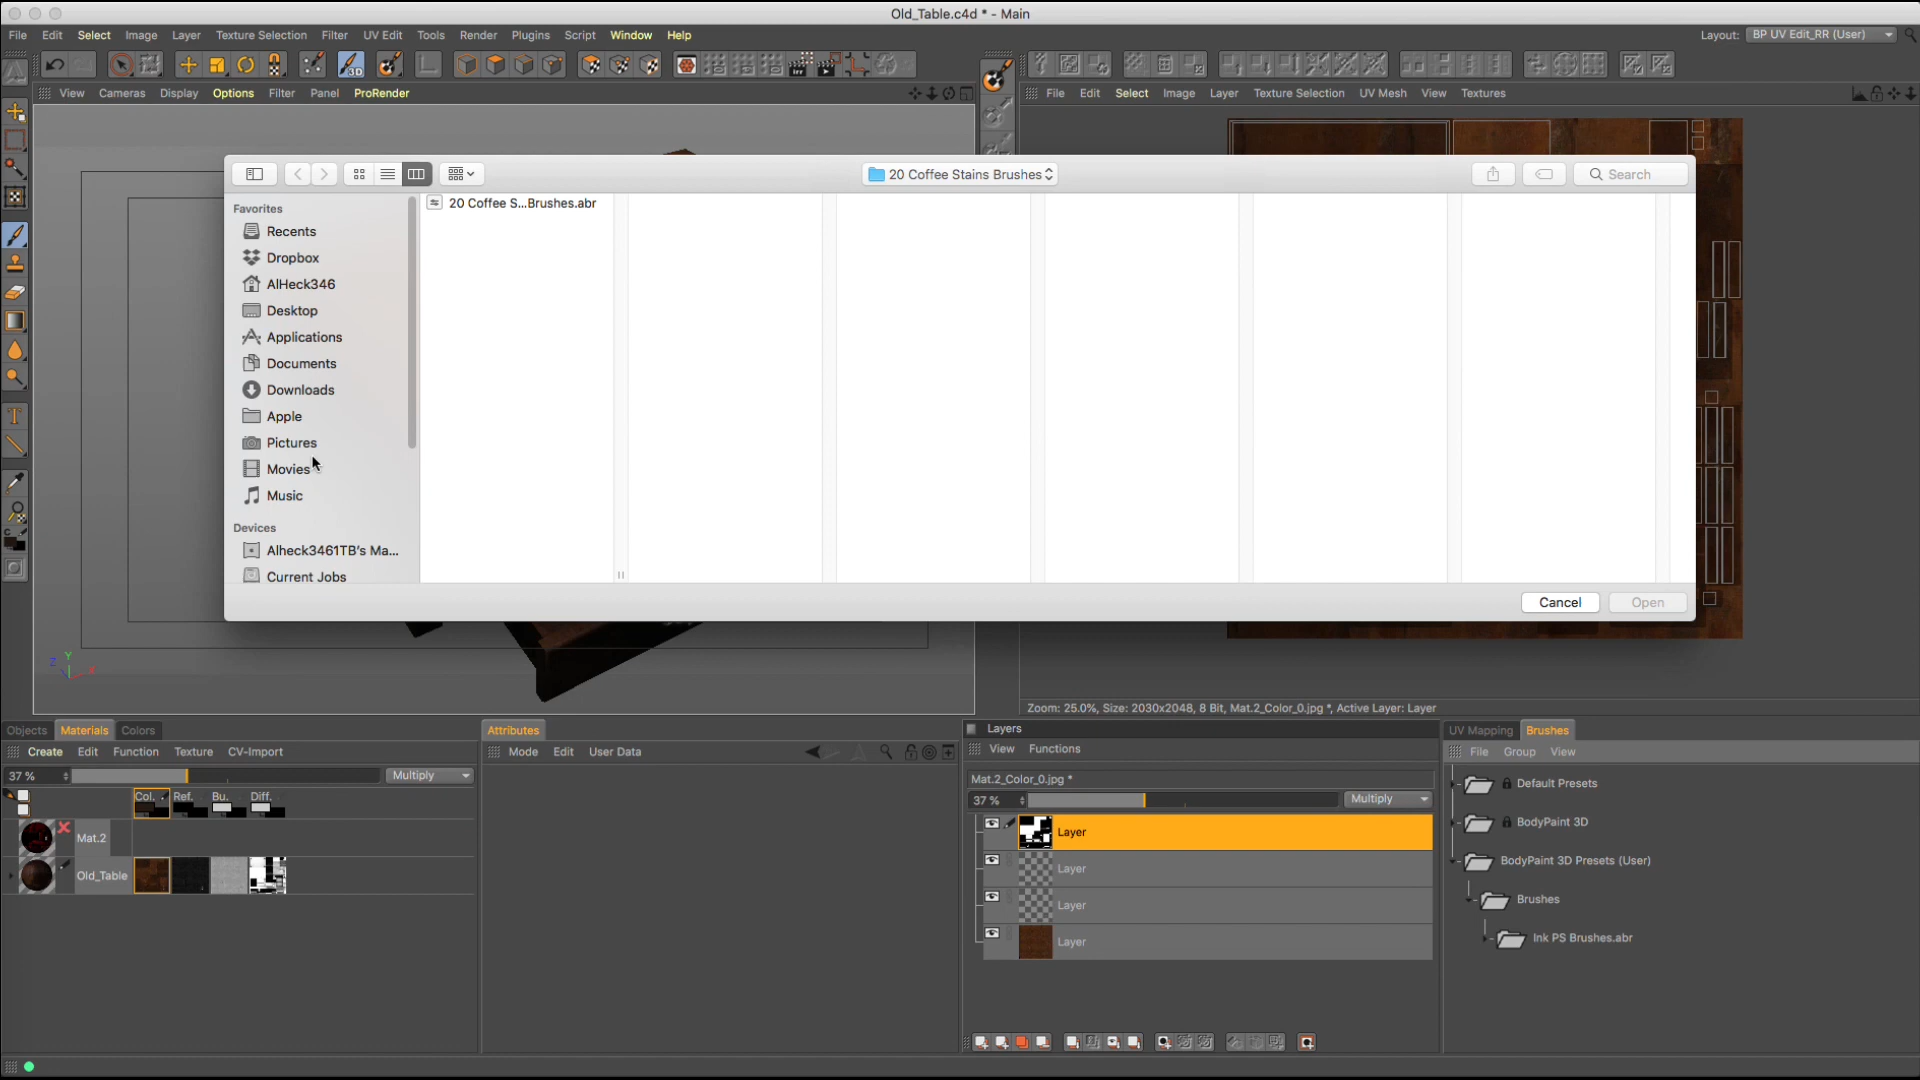 Old_Table.c4d * - Main
File Edit Select Image Layer Texture Selection Filter UV Edit Tools Render Plugins Script Window Help
Layout: BP UV Edit_RR (User)
View Cameras Display Options Filter Panel ProRender
File Edit Select Image Layer Texture Selection UV Mesh View Textures
20 Coffee Stains Brushes
Search
Favorites
20 Coffee S...Brushes.abr
Recents
Dropbox
AlHeck346
Desktop
Applications
Documents
Downloads
Apple
Pictures
Movies
Music
Devices
Alheck3461TB's Ma...
Current Jobs
Cancel
Open
Z Y X
Zoom: 25.0%, Size: 2030x2048, 8 Bit, Mat.2_Color_0.jpg *, Active Layer: Layer
Objects Materials Colors
Create Edit Function Texture CV-Import
37 % Multiply
Col. Ref. Bu. Diff.
Mat.2
Old_Table
Attributes
Mode Edit User Data
Layers
View Functions
Mat.2_Color_0.jpg *
37 % Multiply
Layer
Layer
Layer
Layer
UV Mapping Brushes
File Group View
Default Presets
BodyPaint 3D
BodyPaint 3D Presets (User)
Brushes
Ink PS Brushes.abr